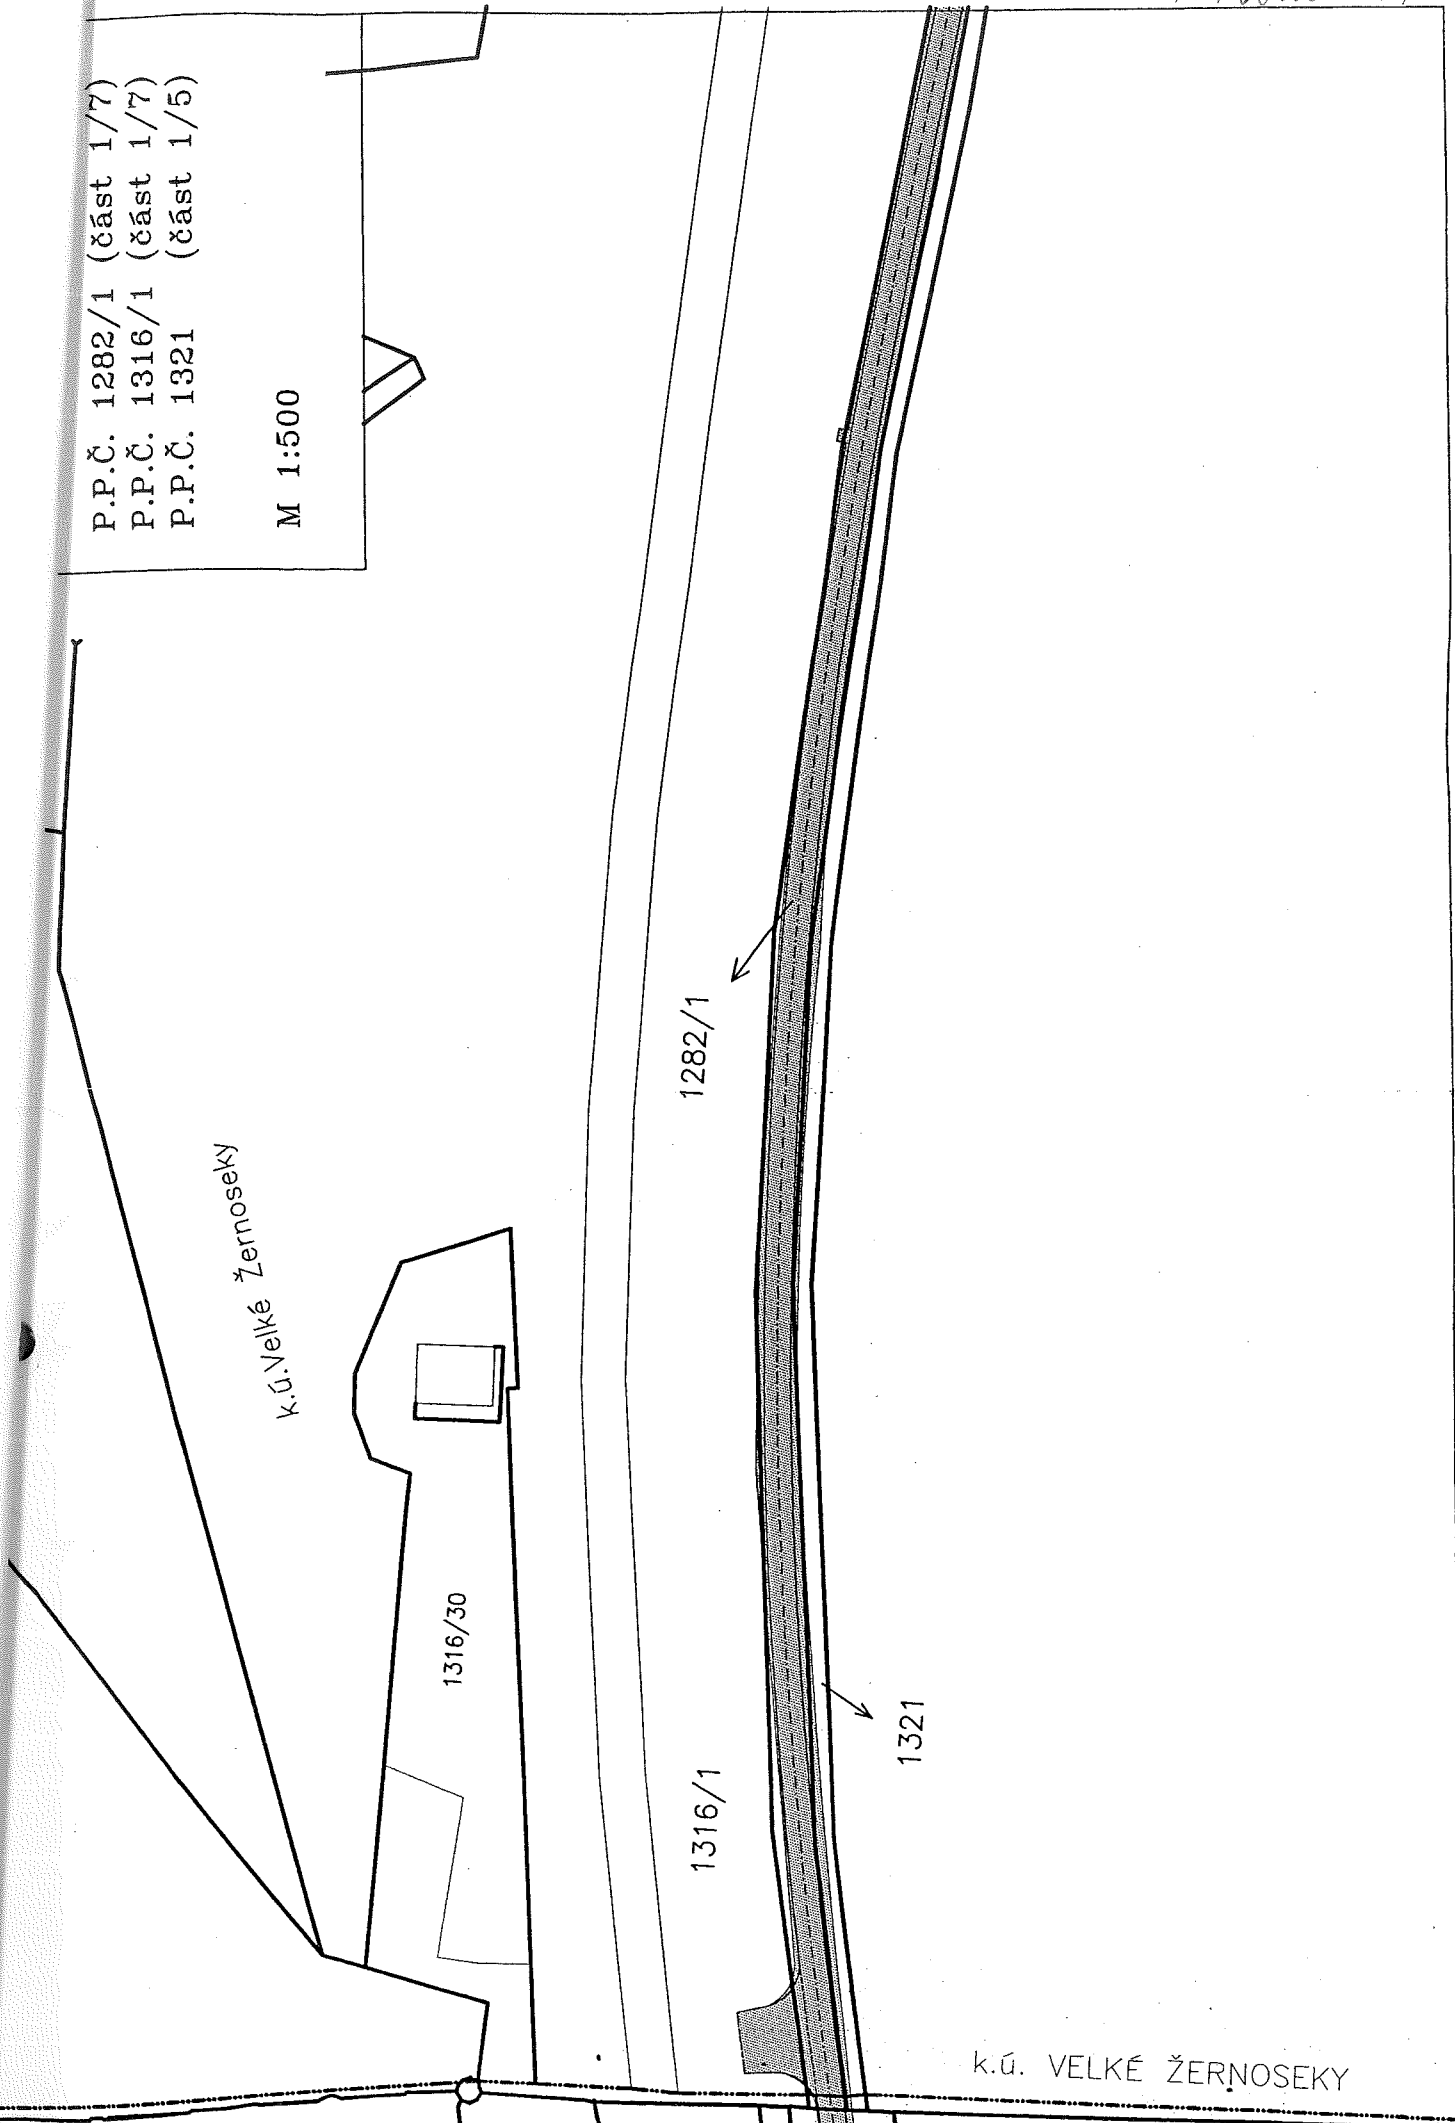 P.P.Č. 1282/1 (část 1/7)
P.P.Č. 1316/1 (část 1/7)
P.P.Č. 1321 (část 1/5)
M 1:500
k.ú.Velké Žernoseky
1282/1
1316/30
1316/1
1321
k.ú. VELKÉ ŽERNOSEKY